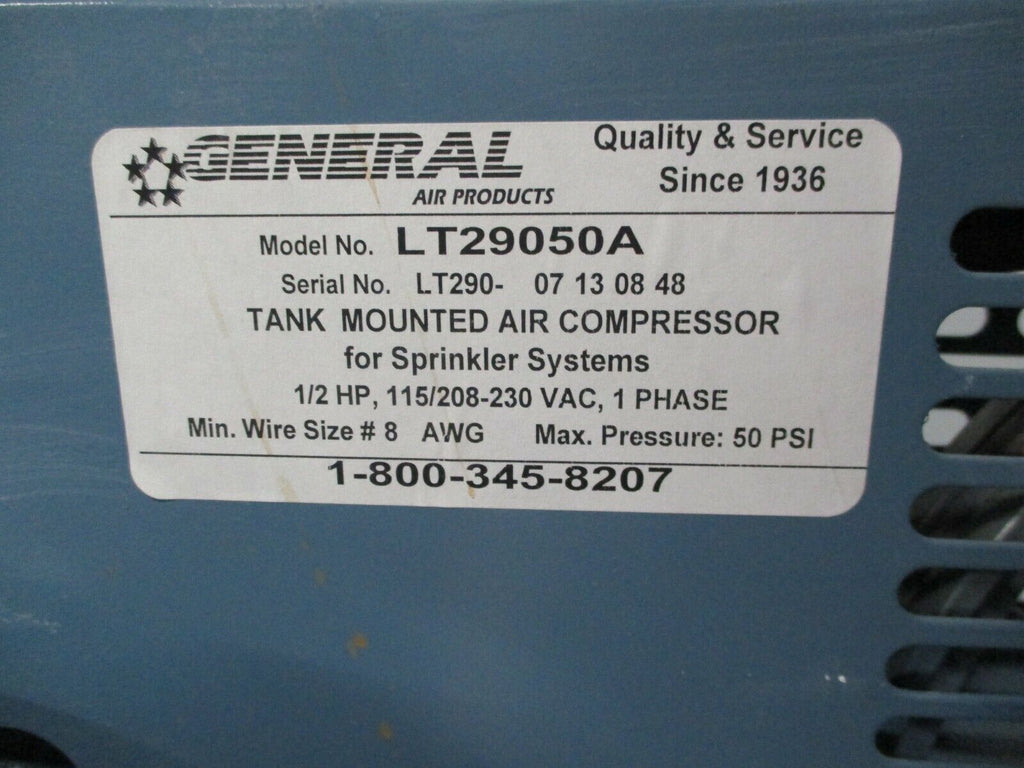 GENERAL
AIR PRODUCTS
Quality & Service
Since 1936
Model No. LT29050A
Serial No. LT290- 07 13 08 48
TANK MOUNTED AIR COMPRESSOR
for Sprinkler Systems
1/2 HP, 115/208-230 VAC, 1 PHASE
Min. Wire Size # 8 AWG Max. Pressure: 50 PSI
1-800-345-8207